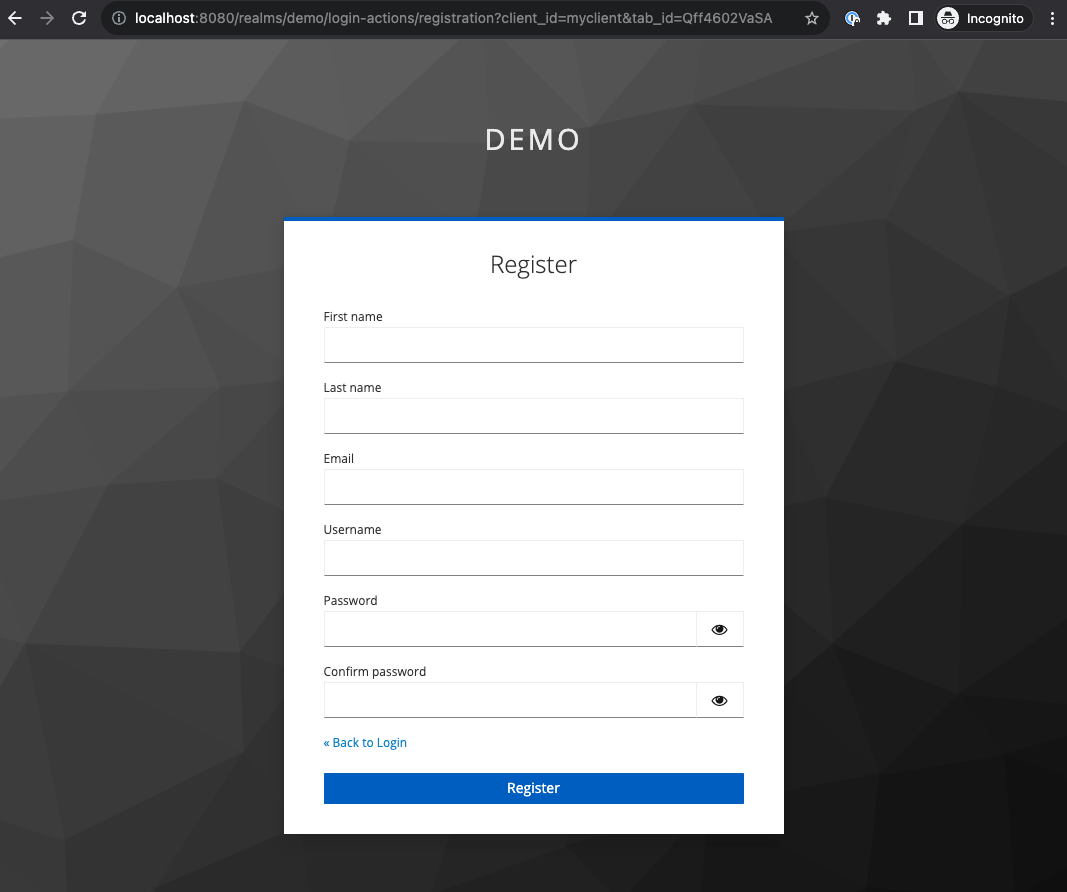 localhost:8080/realms/demo/login-actions/registration?client_id=myclient&tab_id=Qff4602VaSA
Incognito
DEMO
Register
First name
Last name
Email
Username
Password
Confirm password
« Back to Login
Register